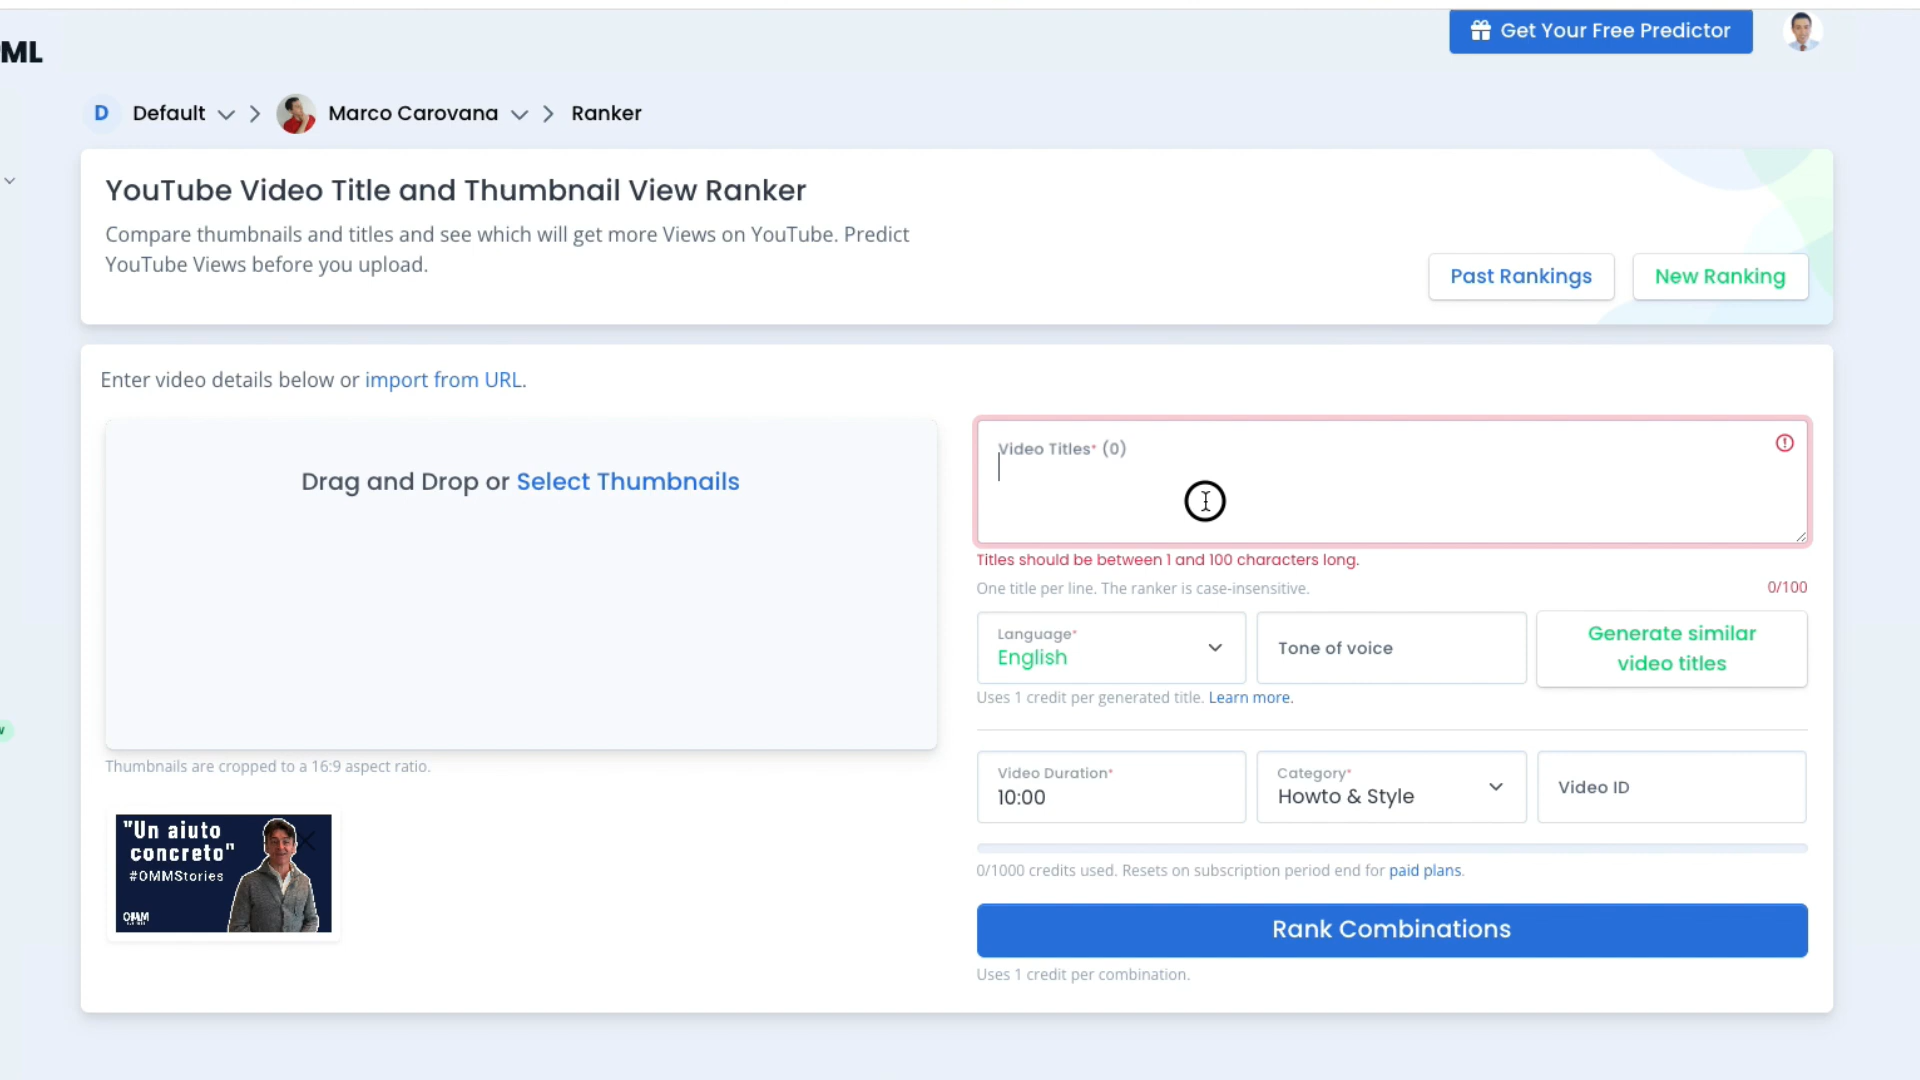 ML
Get Your Free Predictor
D Default > Marco Carovana > Ranker
YouTube Video Title and Thumbnail View Ranker
Compare thumbnails and titles and see which will get more Views on YouTube. Predict
YouTube Views before you upload.
Past Rankings
New Ranking
Enter video details below or import from URL.
Drag and Drop or Select Thumbnails
Thumbnails are cropped to a 16:9 aspect ratio.
"Un aiuto
concreto"
#OMMStories
OMM
Video Titles* (0)
Titles should be between 1 and 100 characters long.
One title per line. The ranker is case-insensitive.
0/100
Language*
English
Tone of voice
Generate similar
video titles
Uses 1 credit per generated title. Learn more.
Video Duration*
10:00
Category*
Howto & Style
Video ID
0/1000 credits used. Resets on subscription period end for paid plans.
Rank Combinations
Uses 1 credit per combination.